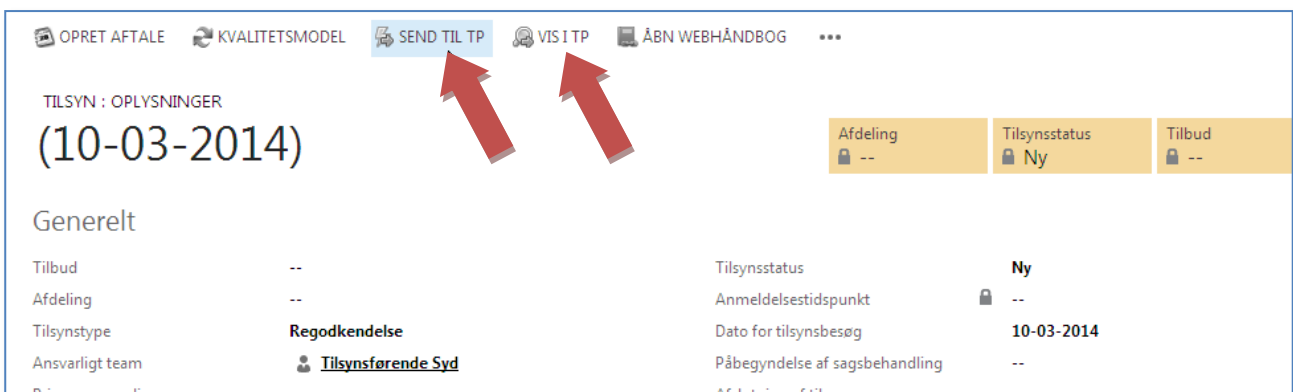 OPRET AFTALE KVALITETSMODEL SEND TIL TP VIS I TP ÅBN WEBHÅNDBOG •••
TILSYN : OPLYSNINGER
(10-03-2014)
Afdeling Tilsynsstatus Tilbud
-- Ny --
Generelt
Tilbud -- Tilsynsstatus Ny
Afdeling -- Anmeldelsestidspunkt --
Tilsynstype Regodkendelse Dato for tilsynsbesøg 10-03-2014
Ansvarligt team Tilsynsførende Syd Påbegyndelse af sagsbehandling --